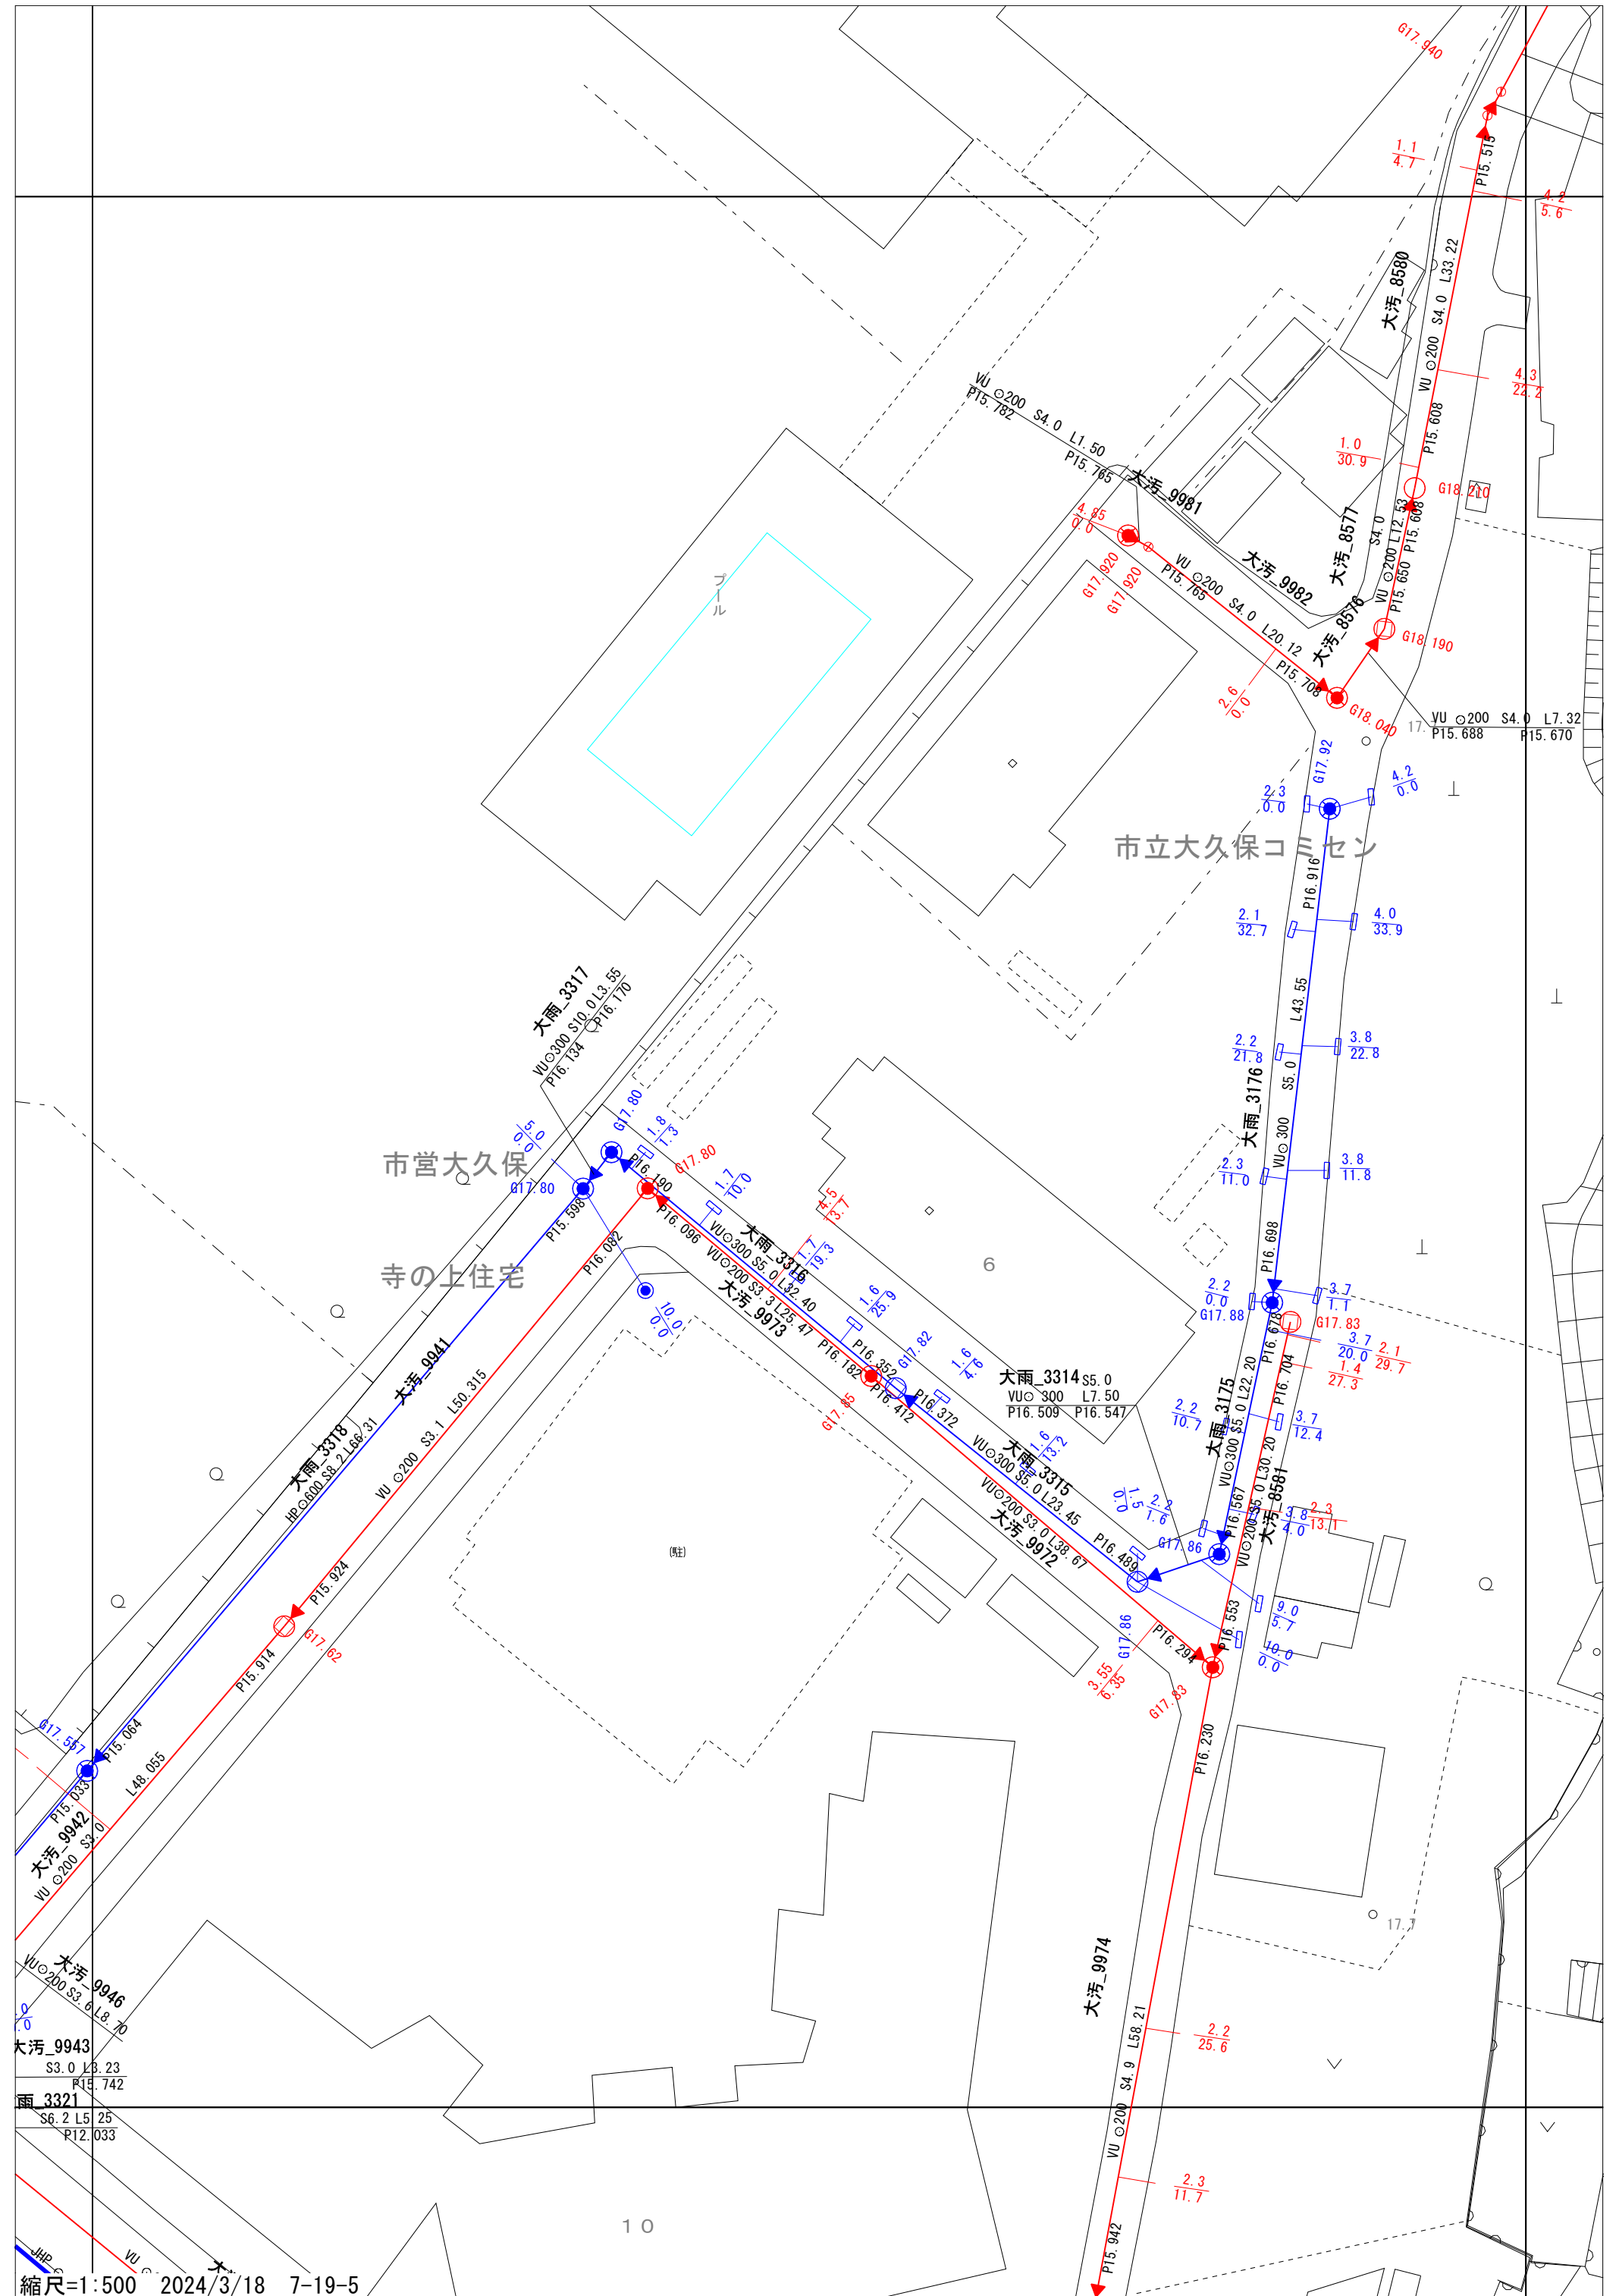 G17.940
P15.515
1.1
4.7
4.2
5.6
大汚_8580
VU ⊙200 S4.0 L33.22
4.3
22.2
VU ⊙200 S4.0 L1.50
P15.782
P15.765
P15.608
1.0
30.9
G18.210
大汚_9981
4.85
0.0
G17.920
G17.920
大汚_8577
S4.0
VU ⊙200 L12.53
P15.650 P15.608
大汚_9982
VU ⊙200 S4.0 L20.12
P15.765
P15.708
プール
大汚_8576
G18.190
2.6
0.0
G18.040
17.
VU ⊙200 S4.0 L7.32
P15.688 P15.670
G17.92
2.3
0.0
4.2
0.0
市立大久保コミセン
P16.916
2.1
32.7
4.0
33.9
大雨_3317
VU⊙300 S10.0 L3.55
P16.134
P16.170
L43.55
2.2
21.8
3.8
22.8
大雨_3176
S5.0
VU⊙300
2.3
11.0
3.8
11.8
G17.80
1.8
1.3
5.0
0.0
市営大久保
G17.80
P16.190
G17.80
1.7
10.0
4.5
13.7
P15.598
P16.082
P16.096
大雨_3316
VU⊙300 S5.0 L32.40
1.7
19.3
VU⊙200 S3.3 L25.47
大汚_9973
6
寺の上住宅
10.0
0.0
P16.698
2.2
0.0
G17.88
3.7
1.1
G17.83
P16.678
3.7
20.0
2.1
29.7
1.4
27.3
P16.704
1.6
25.9
P16.352
G17.82
P16.182
P16.412
P16.372
G17.85
1.6
4.6
大雨_3314 S5.0
VU⊙ 300 L7.50
P16.509 P16.547
大汚_9941
VU ⊙200 S3.1 L50.315
2.2
10.7
大雨_3175
VU⊙300 S5.0 L22.20
3.7
12.4
大雨_3318
HP⊙600 S8.2 L66.31
1.6
13.2
大雨_3315
VU⊙300 S5.0 L23.45
VU⊙200 S3.0 L38.67
大汚_9972
1.5
0.0
2.2
1.6
P16.567
VU⊙200 S5.0 L30.20
大汚_8581
3.8
4.0
2.3
13.1
G17.86
P16.489
(駐)
P15.924
G17.62
P15.914
9.0
5.7
10.0
0.0
P16.553
G17.86
P16.294
3.55
6.35
G17.83
P16.230
G17.557
P15.064
P15.033
L48.055
大汚_9942
VU ⊙200 S3.0
17.7
大汚_9974
VU ⊙200 S4.9 L58.21
2.2
25.6
大汚_9946
VU⊙200 S3.6 L8.70
.0
大汚_9943
S3.0 L3.23
P15.742
雨_3321
S6.2 L5.25
P12.033
2.3
11.7
P15.942
10
JHP
VU
縮尺=1:500 2024/3/18 7-19-5